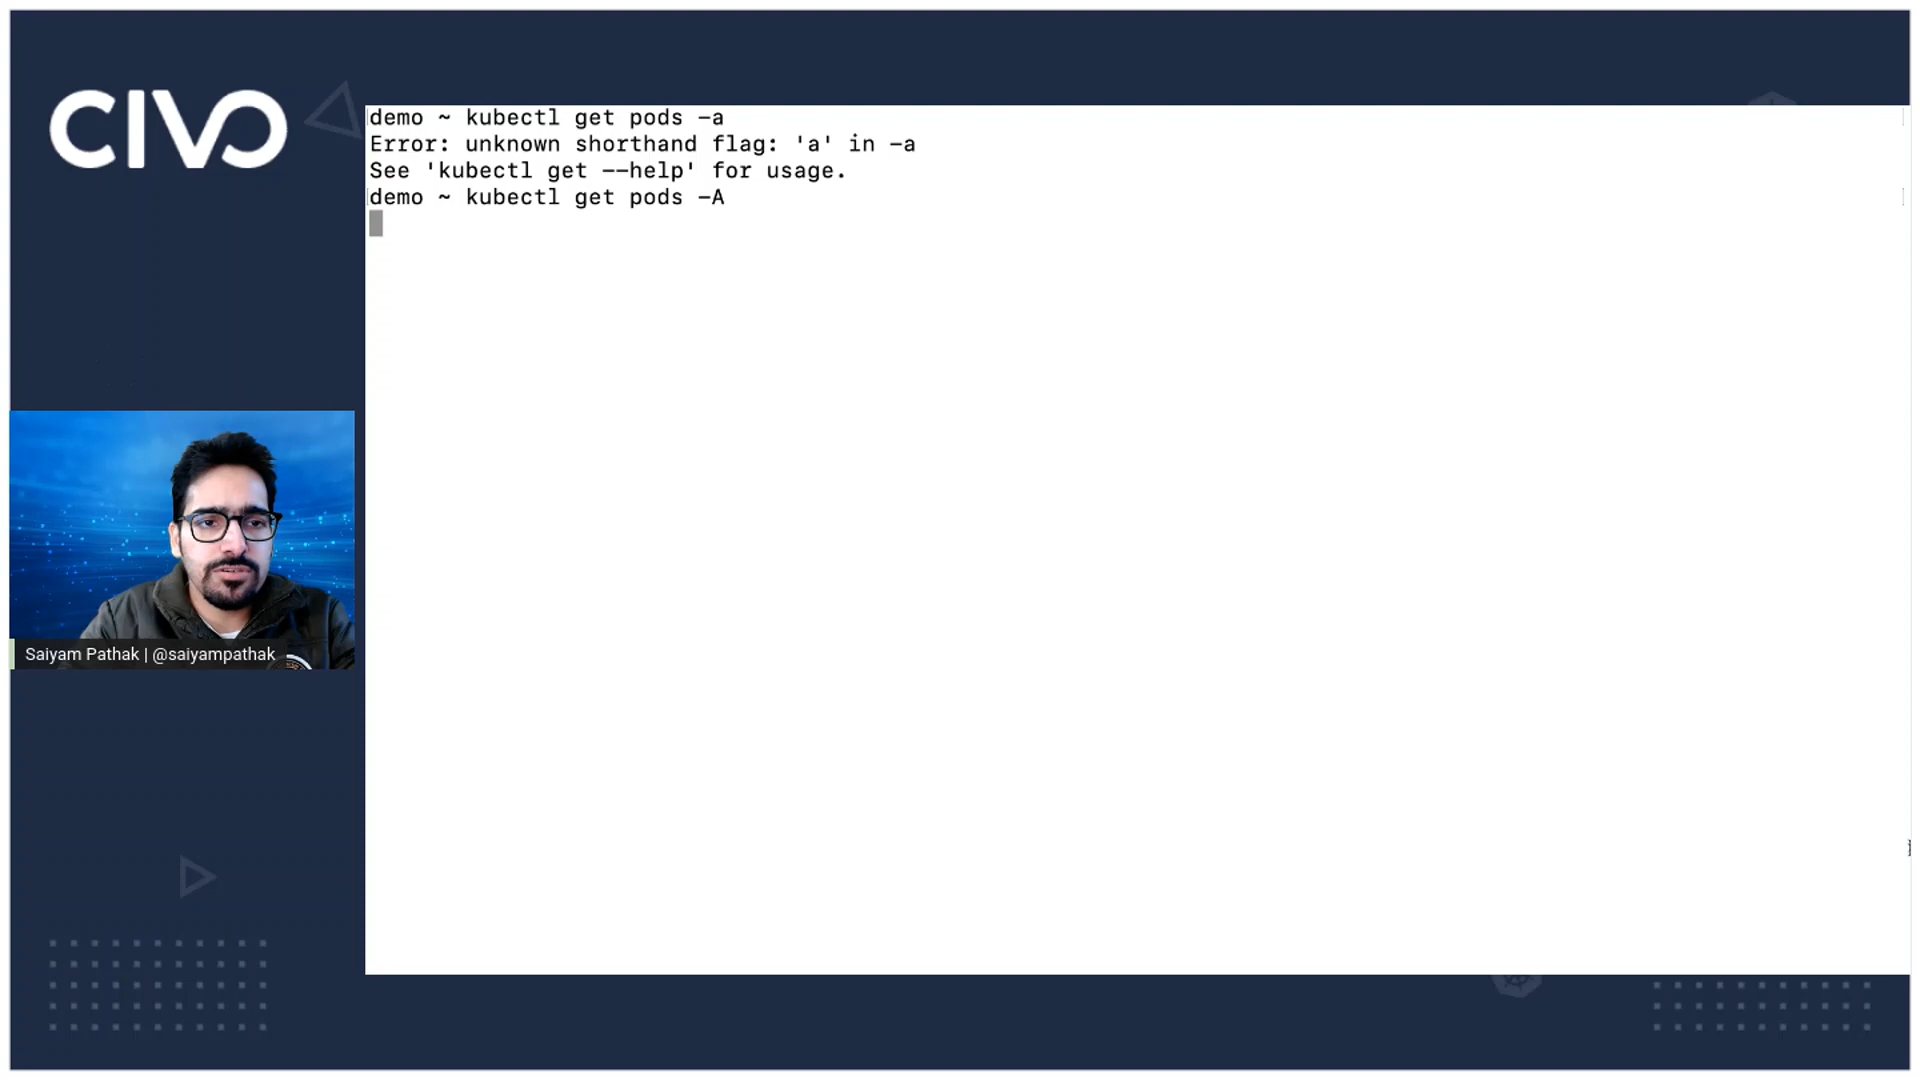 CIVO
demo ~ kubectl get pods -a
Error: unknown shorthand flag: 'a' in -a
See 'kubectl get --help' for usage.
demo ~ kubectl get pods -A
Saiyam Pathak | @saiyampathak